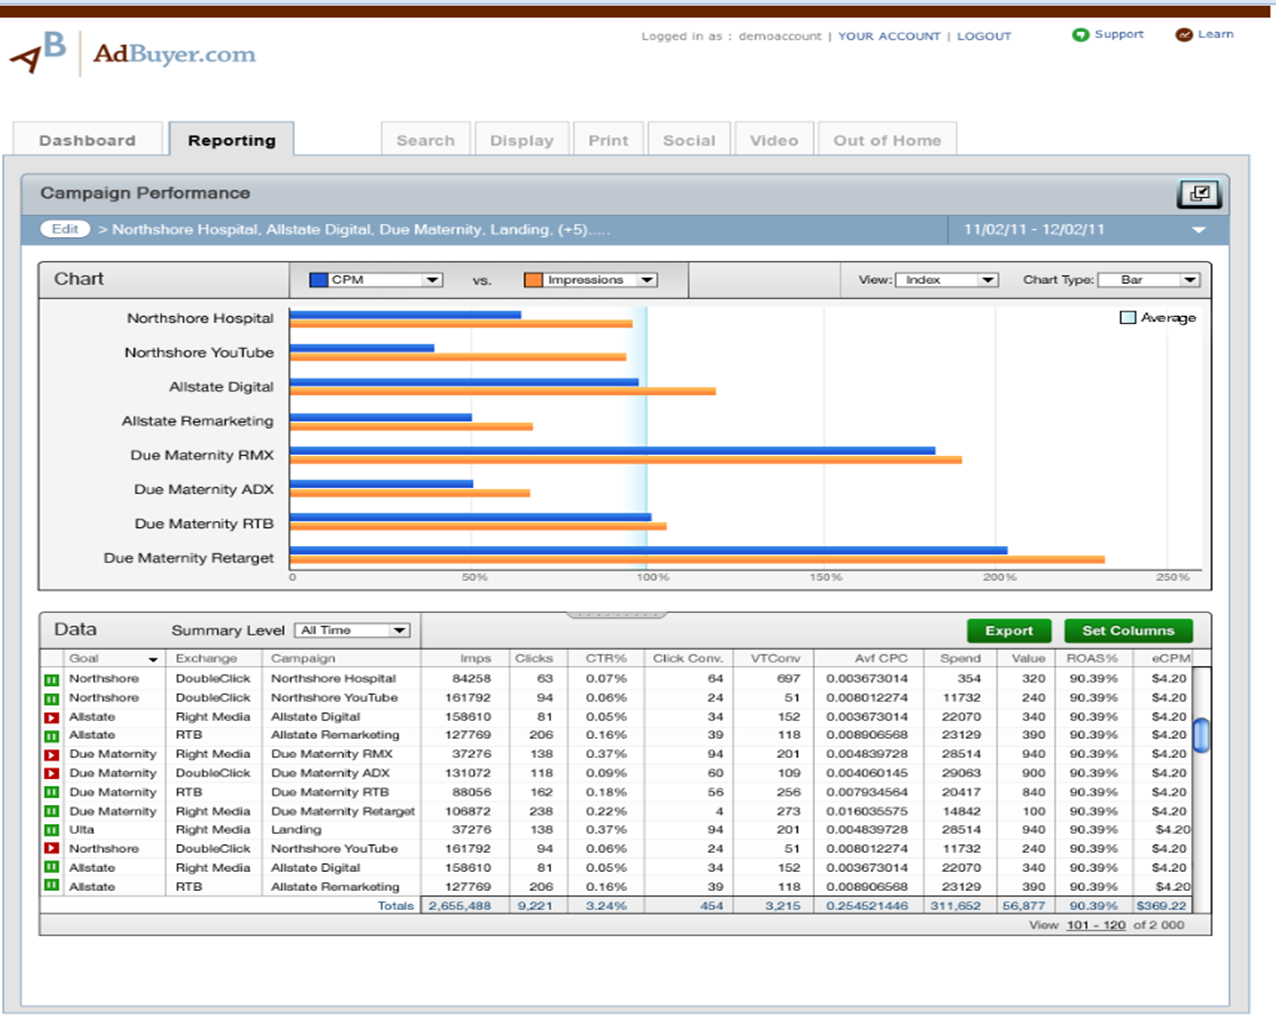 AB AdBuyer.com
Logged in as : demoaccount | YOUR ACCOUNT | LOGOUT Support Learn
Dashboard Reporting Search Display Print Social Video Out of Home
Campaign Performance
Edit > Northshore Hospital, Allstate Digital, Due Maternity, Landing, (+5)..... 11/02/11 - 12/02/11
Chart CPM vs. Impressions View: Index Chart Type: Bar
Average
Northshore Hospital
Northshore YouTube
Allstate Digital
Allstate Remarketing
Due Maternity RMX
Due Maternity ADX
Due Maternity RTB
Due Maternity Retarget
0 50% 100% 150% 200% 250%
Data Summary Level All Time Export Set Columns
Goal Exchange Campaign Imps Clicks CTR% Click Conv. VTConv Avf CPC Spend Value ROAS% eCPM
Northshore DoubleClick Northshore Hospital 84258 63 0.07% 64 697 0.003673014 354 320 90.39% $4.20
Northshore DoubleClick Northshore YouTube 161792 94 0.06% 24 51 0.008012274 11732 240 90.39% $4.20
Allstate Right Media Allstate Digital 158610 81 0.05% 34 152 0.003673014 22070 340 90.39% $4.20
Allstate RTB Allstate Remarketing 127769 206 0.16% 39 118 0.008906568 23129 390 90.39% $4.20
Due Maternity Right Media Due Maternity RMX 37276 138 0.37% 94 201 0.004839728 28514 940 90.39% $4.20
Due Maternity DoubleClick Due Maternity ADX 131072 118 0.09% 60 109 0.004060145 29063 900 90.39% $4.20
Due Maternity RTB Due Maternity RTB 88056 162 0.18% 56 256 0.007934564 20417 840 90.39% $4.20
Due Maternity Right Media Due Maternity Retarget 106872 238 0.22% 4 273 0.016035575 14842 100 90.39% $4.20
Ulta Right Media Landing 37276 138 0.37% 94 201 0.004839728 28514 940 90.39% $4.20
Northshore DoubleClick Northshore YouTube 161792 94 0.06% 24 51 0.008012274 11732 240 90.39% $4.20
Allstate Right Media Allstate Digital 158610 81 0.05% 34 152 0.003673014 22070 340 90.39% $4.20
Allstate RTB Allstate Remarketing 127769 206 0.16% 39 118 0.008906568 23129 390 90.39% $4.20
Totals 2,655,488 9,221 3.24% 454 3,215 0.254521446 311,652 56,877 90.39% $369.22
View 101 - 120 of 2 000